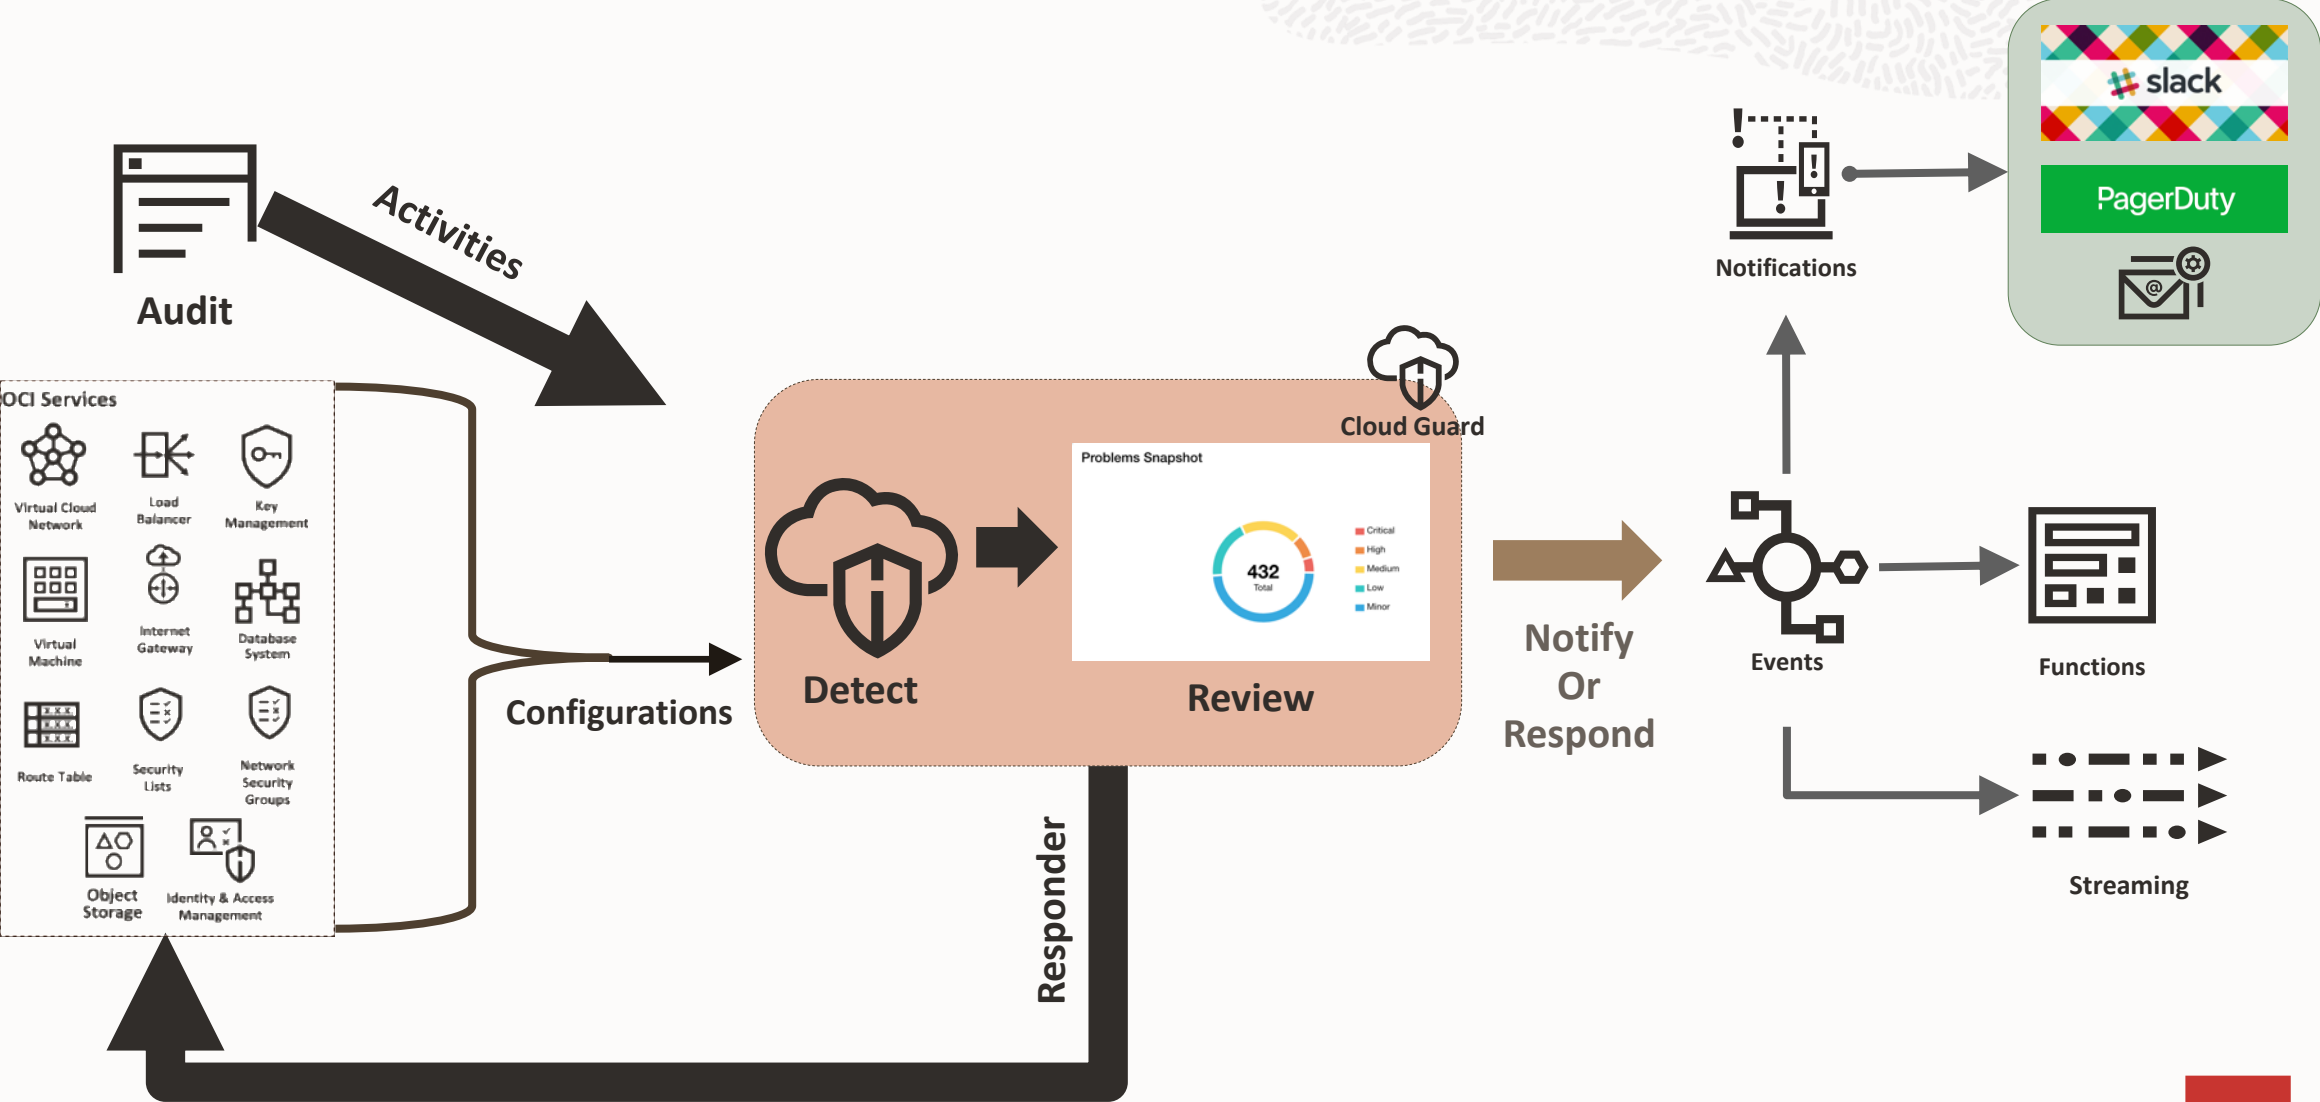 slack
PagerDuty
@
Notifications
Activities
Audit
OCI Services
Virtual Cloud
Network
Load
Balancer
Key
Management
Virtual
Machine
Internet
Gateway
Database
System
Route Table
Security
Lists
Network
Security
Groups
Object
Storage
Identity & Access
Management
Configurations
Cloud Guard
Problems Snapshot
432
Total
Critical
High
Medium
Low
Minor
Detect
Review
Responder
Notify
Or
Respond
Events
Functions
Streaming